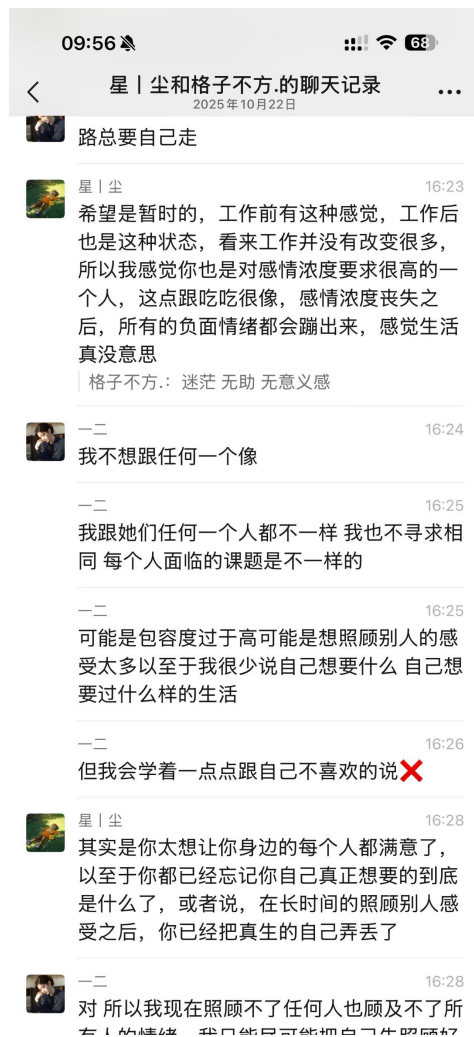 09:56
68
星丨尘和格子不方.的聊天记录
2025年10月22日
路总要自己走
星丨尘 16:23
希望是暂时的，工作前有这种感觉，工作后
也是这种状态，看来工作并没有改变很多，
所以我感觉你也是对感情浓度要求很高的一
个人，这点跟吃吃很像，感情浓度丧失之
后，所有的负面情绪都会蹦出来，感觉生活
真没意思
格子不方.：迷茫 无助 无意义感
一二 16:24
我不想跟任何一个像
一二 16:25
我跟她们任何一个人都不一样 我也不寻求相
同 每个人面临的课题是不一样的
一二 16:25
可能是包容度过于高可能是想照顾别人的感
受太多以至于我很少说自己想要什么 自己想
要过什么样的生活
一二 16:26
但我会学着一点点跟自己不喜欢的说❌
星丨尘 16:28
其实是你太想让你身边的每个人都满意了，
以至于你都已经忘记你自己真正想要的到底
是什么了，或者说，在长时间的照顾别人感
受之后，你已经把真生的自己弄丢了
一二 16:28
对 所以我现在照顾不了任何人也顾及不了所
有人的情绪 我只能尽可能把自己先照顾好